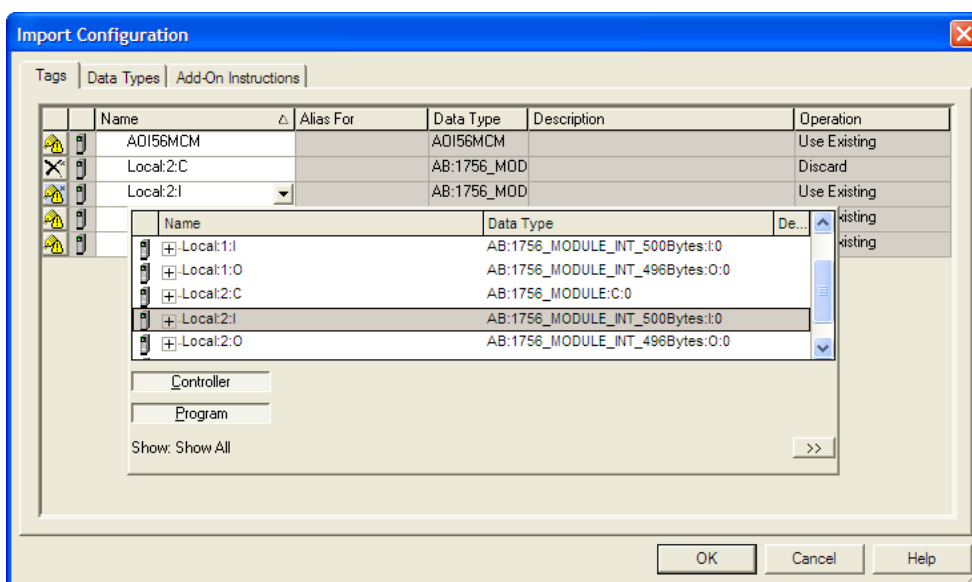 Import Configuration
Tags Data Types Add-On Instructions
Name Alias For Data Type Description Operation
AOI56MCM AOI56MCM Use Existing
Local:2:C AB:1756_MOD Discard
Local:2:I AB:1756_MOD Use Existing
Name Data Type De... xisting
Local:1:I AB:1756_MODULE_INT_500Bytes:I:0 xisting
Local:1:O AB:1756_MODULE_INT_496Bytes:O:0
Local:2:C AB:1756_MODULE:C:0
Local:2:I AB:1756_MODULE_INT_500Bytes:I:0
Local:2:O AB:1756_MODULE_INT_496Bytes:O:0
Controller
Program
Show: Show All >>
OK Cancel Help